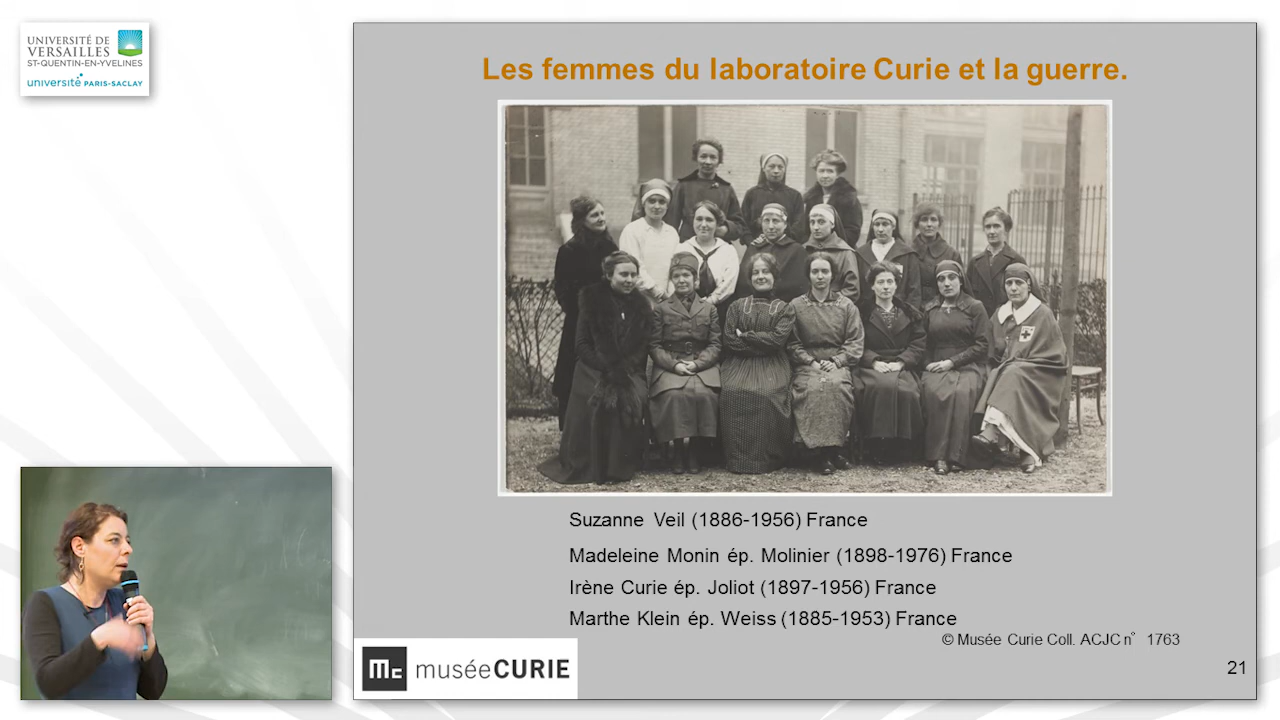 UNIVERSITÉ DE
VERSAILLES
ST-QUENTIN-EN-YVELINES
université PARIS-SACLAY
Les femmes du laboratoire Curie et la guerre.
Suzanne Veil (1886-1956) France
Madeleine Monin ép. Molinier (1898-1976) France
Irène Curie ép. Joliot (1897-1956) France
Marthe Klein ép. Weiss (1885-1953) France
© Musée Curie Coll. ACJC n° 1763
Mc muséeCURIE
21